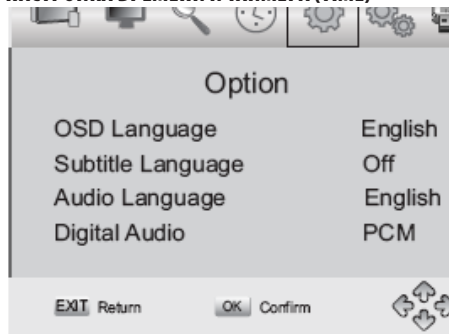 Option
OSD Language English
Subtitle Language Off
Audio Language English
Digital Audio PCM
EXIT Return OK Confirm